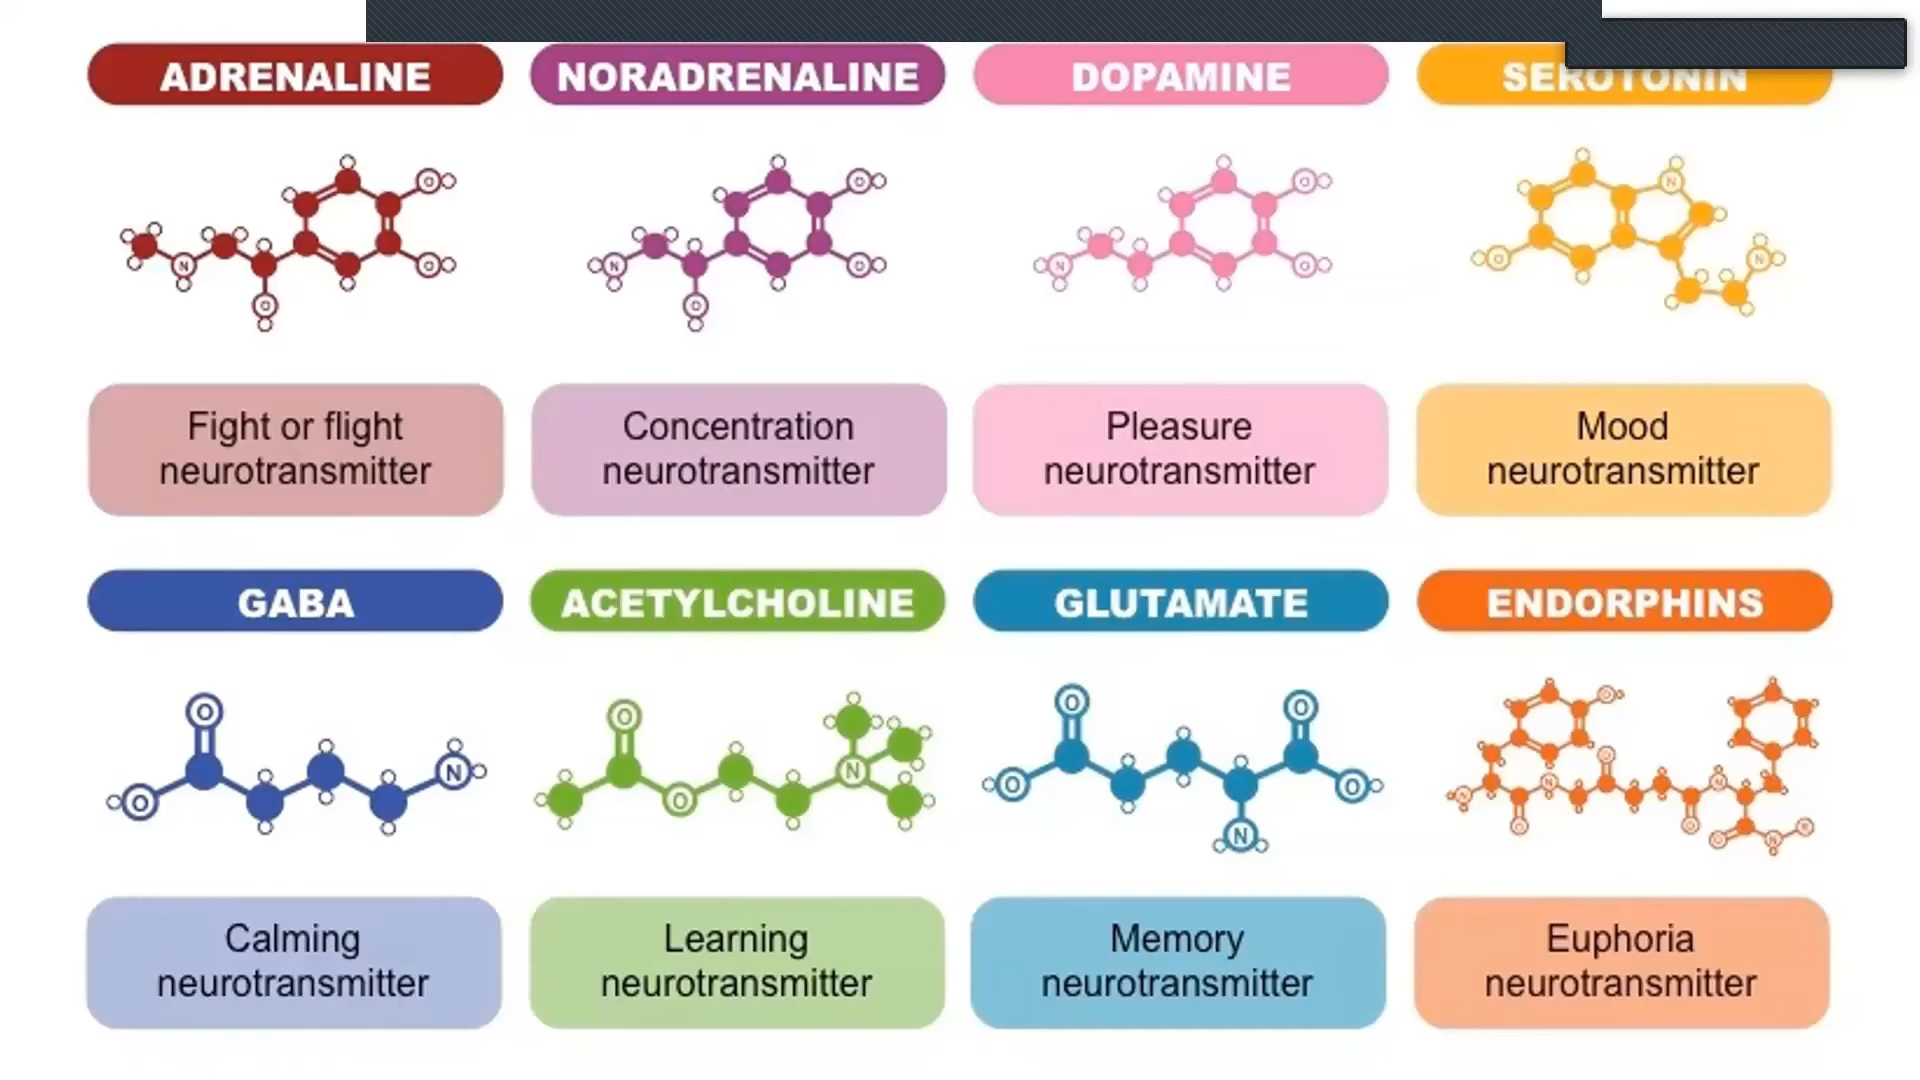 ADRENALINE
NORADRENALINE
DOPAMINE
SEROTONIN
O
O
N
O
O
O
N
O
O
O
N
N
O
N
Fight or flight
neurotransmitter
Concentration
neurotransmitter
Pleasure
neurotransmitter
Mood
neurotransmitter
GABA
ACETYLCHOLINE
GLUTAMATE
ENDORPHINS
O
O
N
O
O
N
O
O
O
O
N
O
N
O
N
O
O
N
O
N
Calming
neurotransmitter
Learning
neurotransmitter
Memory
neurotransmitter
Euphoria
neurotransmitter